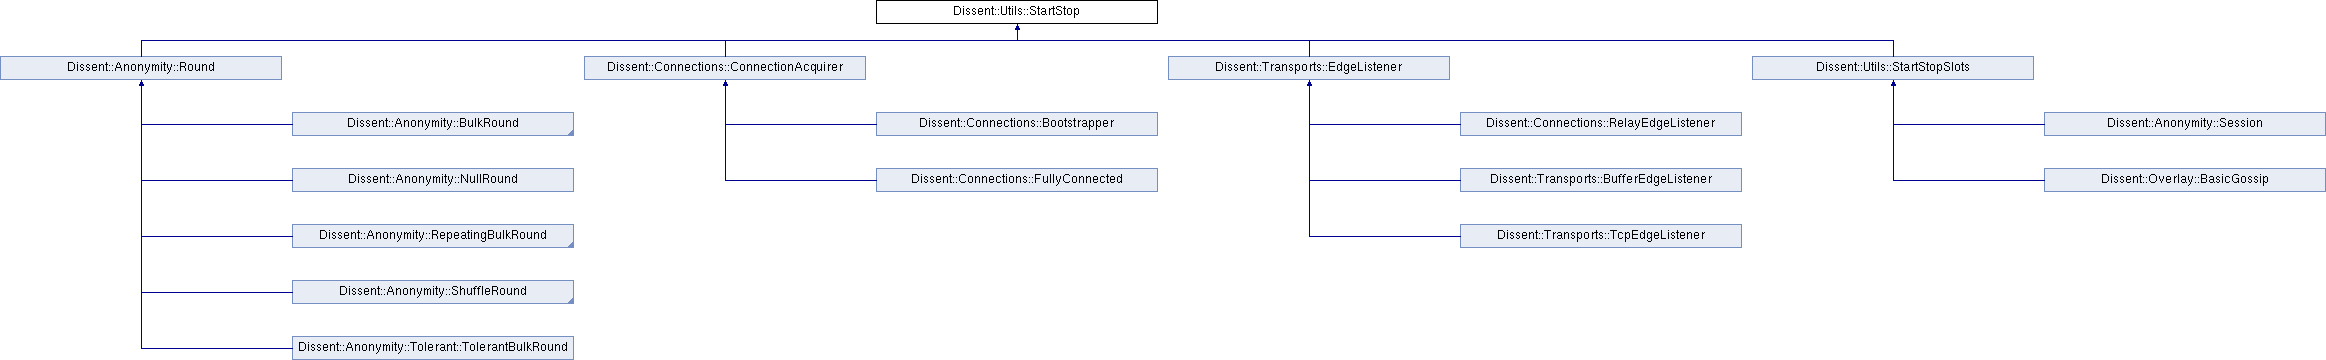 Dissent::Utils::StartStop
Dissent::Anonymity::Round
Dissent::Connections::ConnectionAcquirer
Dissent::Transports::EdgeListener
Dissent::Utils::StartStopSlots
Dissent::Anonymity::BulkRound
Dissent::Connections::Bootstrapper
Dissent::Connections::RelayEdgeListener
Dissent::Anonymity::Session
Dissent::Anonymity::NullRound
Dissent::Connections::FullyConnected
Dissent::Transports::BufferEdgeListener
Dissent::Overlay::BasicGossip
Dissent::Anonymity::RepeatingBulkRound
Dissent::Transports::TcpEdgeListener
Dissent::Anonymity::ShuffleRound
Dissent::Anonymity::Tolerant::TolerantBulkRound